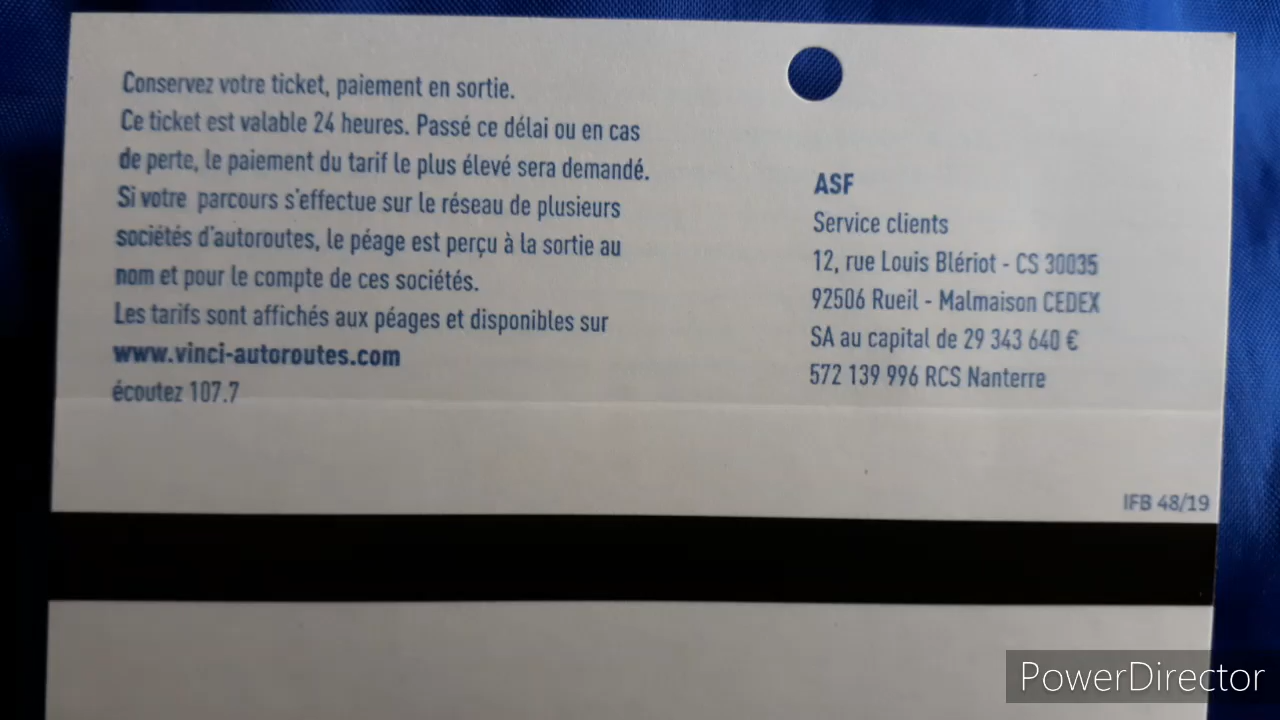 Conservez votre ticket, paiement en sortie.
Ce ticket est valable 24 heures. Passé ce délai ou en cas
de perte, le paiement du tarif le plus élevé sera demandé.
Si votre parcours s'effectue sur le réseau de plusieurs
sociétés d'autoroutes, le péage est perçu à la sortie au
nom et pour le compte de ces sociétés.
Les tarifs sont affichés aux péages et disponibles sur
www.vinci-autoroutes.com
écoutez 107.7
ASF
Service clients
12, rue Louis Blériot - CS 30035
92506 Rueil - Malmaison CEDEX
SA au capital de 29 343 640 €
572 139 996 RCS Nanterre
IFB 48/19
PowerDirector